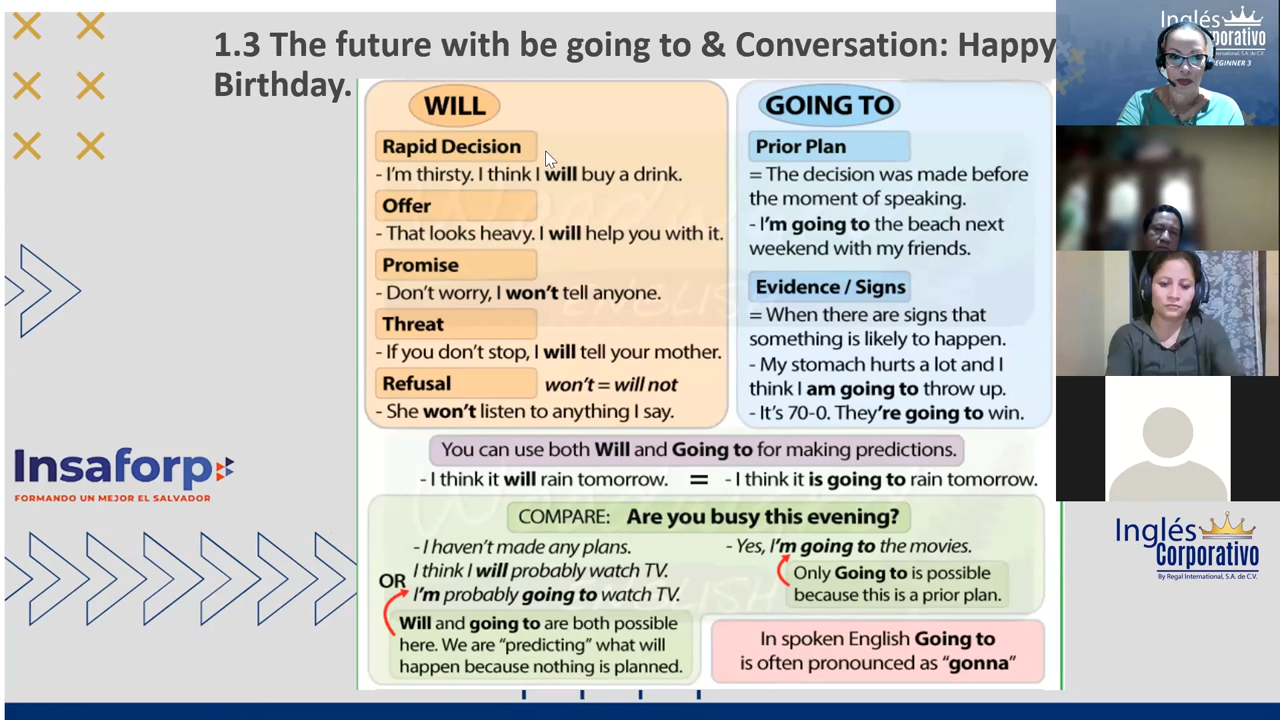 1.3 The future with be going to & Conversation: Happy
Birthday.
WILL
Rapid Decision
- I'm thirsty. I think I will buy a drink.
Offer
- That looks heavy. I will help you with it.
Promise
- Don't worry, I won't tell anyone.
Threat
- If you don't stop, I will tell your mother.
Refusal
won't = will not
- She won't listen to anything I say.
GOING TO
Prior Plan
= The decision was made before
the moment of speaking.
- I'm going to the beach next
weekend with my friends.
Evidence / Signs
= When there are signs that
something is likely to happen.
- My stomach hurts a lot and I
think I am going to throw up.
- It's 70-0. They're going to win.
You can use both Will and Going to for making predictions.
- I think it will rain tomorrow. = - I think it is going to rain tomorrow.
COMPARE: Are you busy this evening?
- I haven't made any plans.
I think I will probably watch TV.
OR
I'm probably going to watch TV.
Will and going to are both possible
here. We are "predicting" what will
happen because nothing is planned.
- Yes, I'm going to the movies.
Only Going to is possible
because this is a prior plan.
In spoken English Going to
is often pronounced as "gonna"
Insaforp
FORMANDO UN MEJOR EL SALVADOR
Inglés
Corporativo
By Regal International, S.A. de C.V.
Inglés
orporativo
International, S.A. de C.V.
EGINNER 3